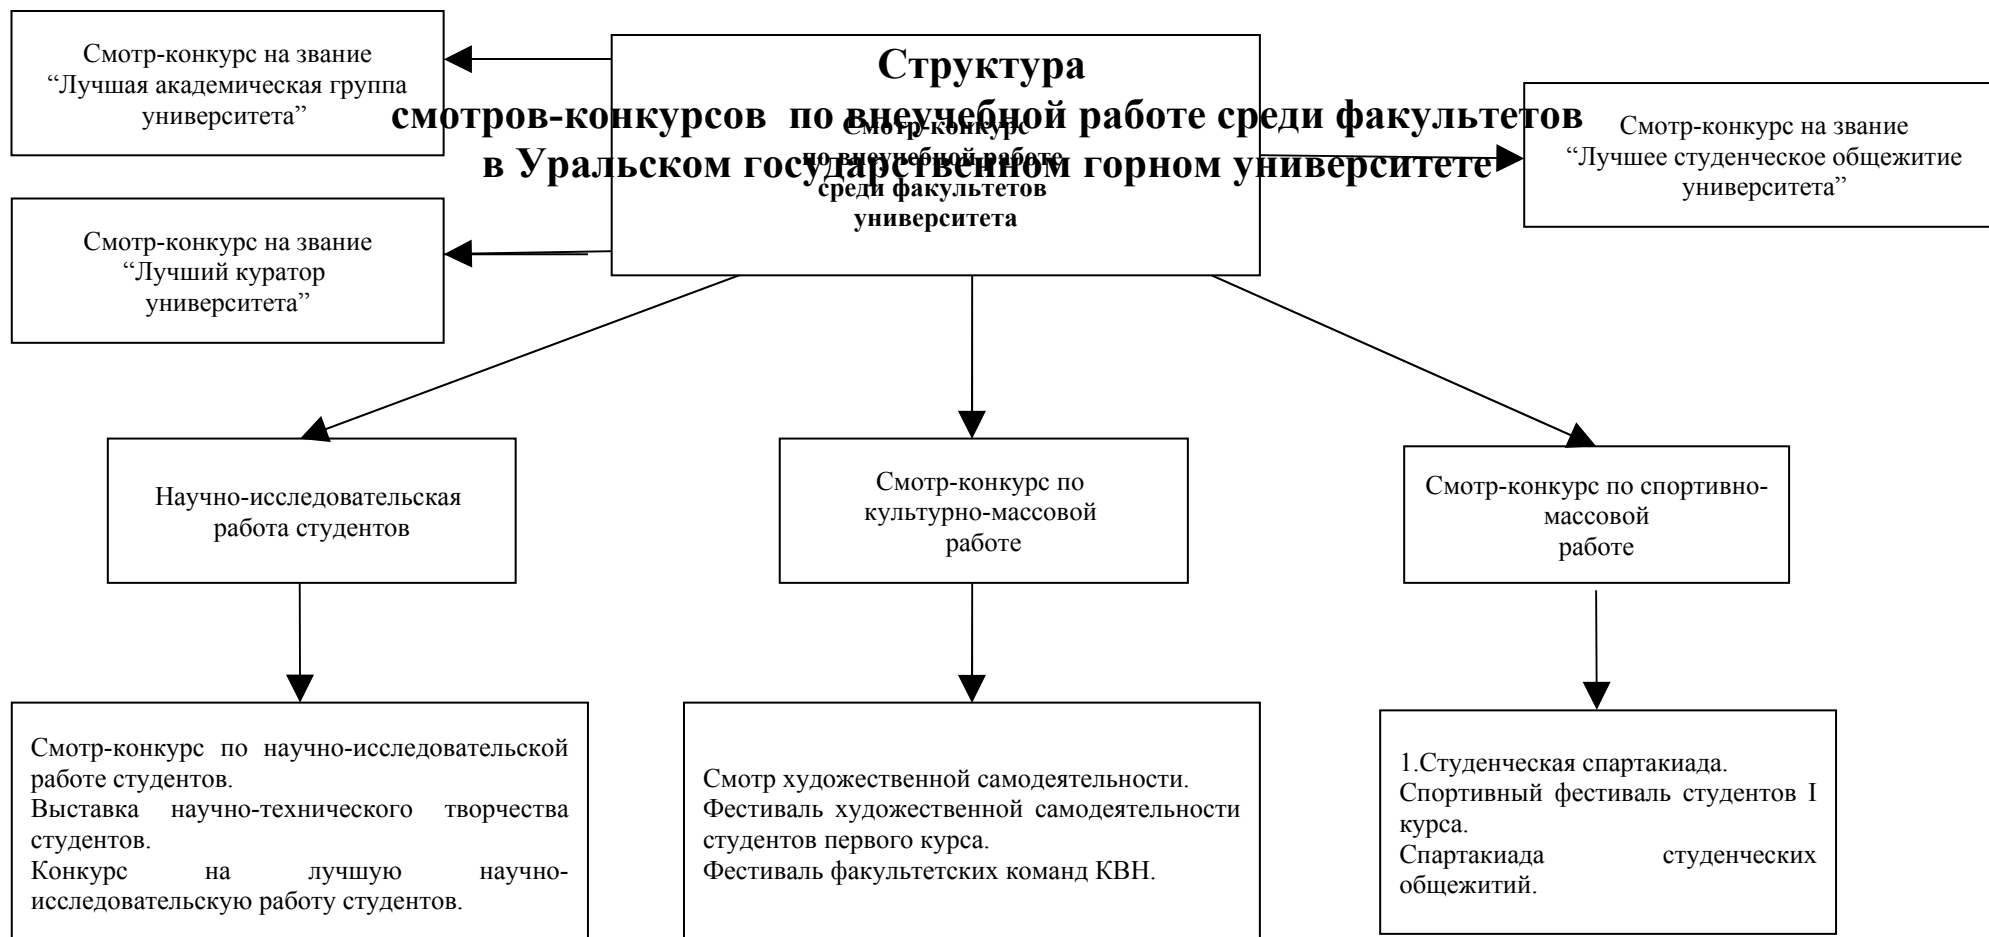 Структура
смотров-конкурсов по внеучебной работе среди факультетов
в Уральском государственном горном университете
Смотр-конкурс на звание
“Лучшая академическая группа
университета”
Смотр-конкурс
по внеучебной работе
среди факультетов
университета
Смотр-конкурс на звание
“Лучшее студенческое общежитие
университета”
Смотр-конкурс на звание
“Лучший куратор
университета”
Научно-исследовательская
работа студентов
Смотр-конкурс по
культурно-массовой
работе
Смотр-конкурс по спортивно-
массовой
работе
Смотр-конкурс по научно-исследовательской
работе студентов.
Выставка научно-технического творчества
студентов.
Конкурс на лучшую научно-
исследовательскую работу студентов.
Смотр художественной самодеятельности.
Фестиваль художественной самодеятельности
студентов первого курса.
Фестиваль факультетских команд КВН.
1.Студенческая спартакиада.
Спортивный фестиваль студентов I
курса.
Спартакиада студенческих
общежитий.